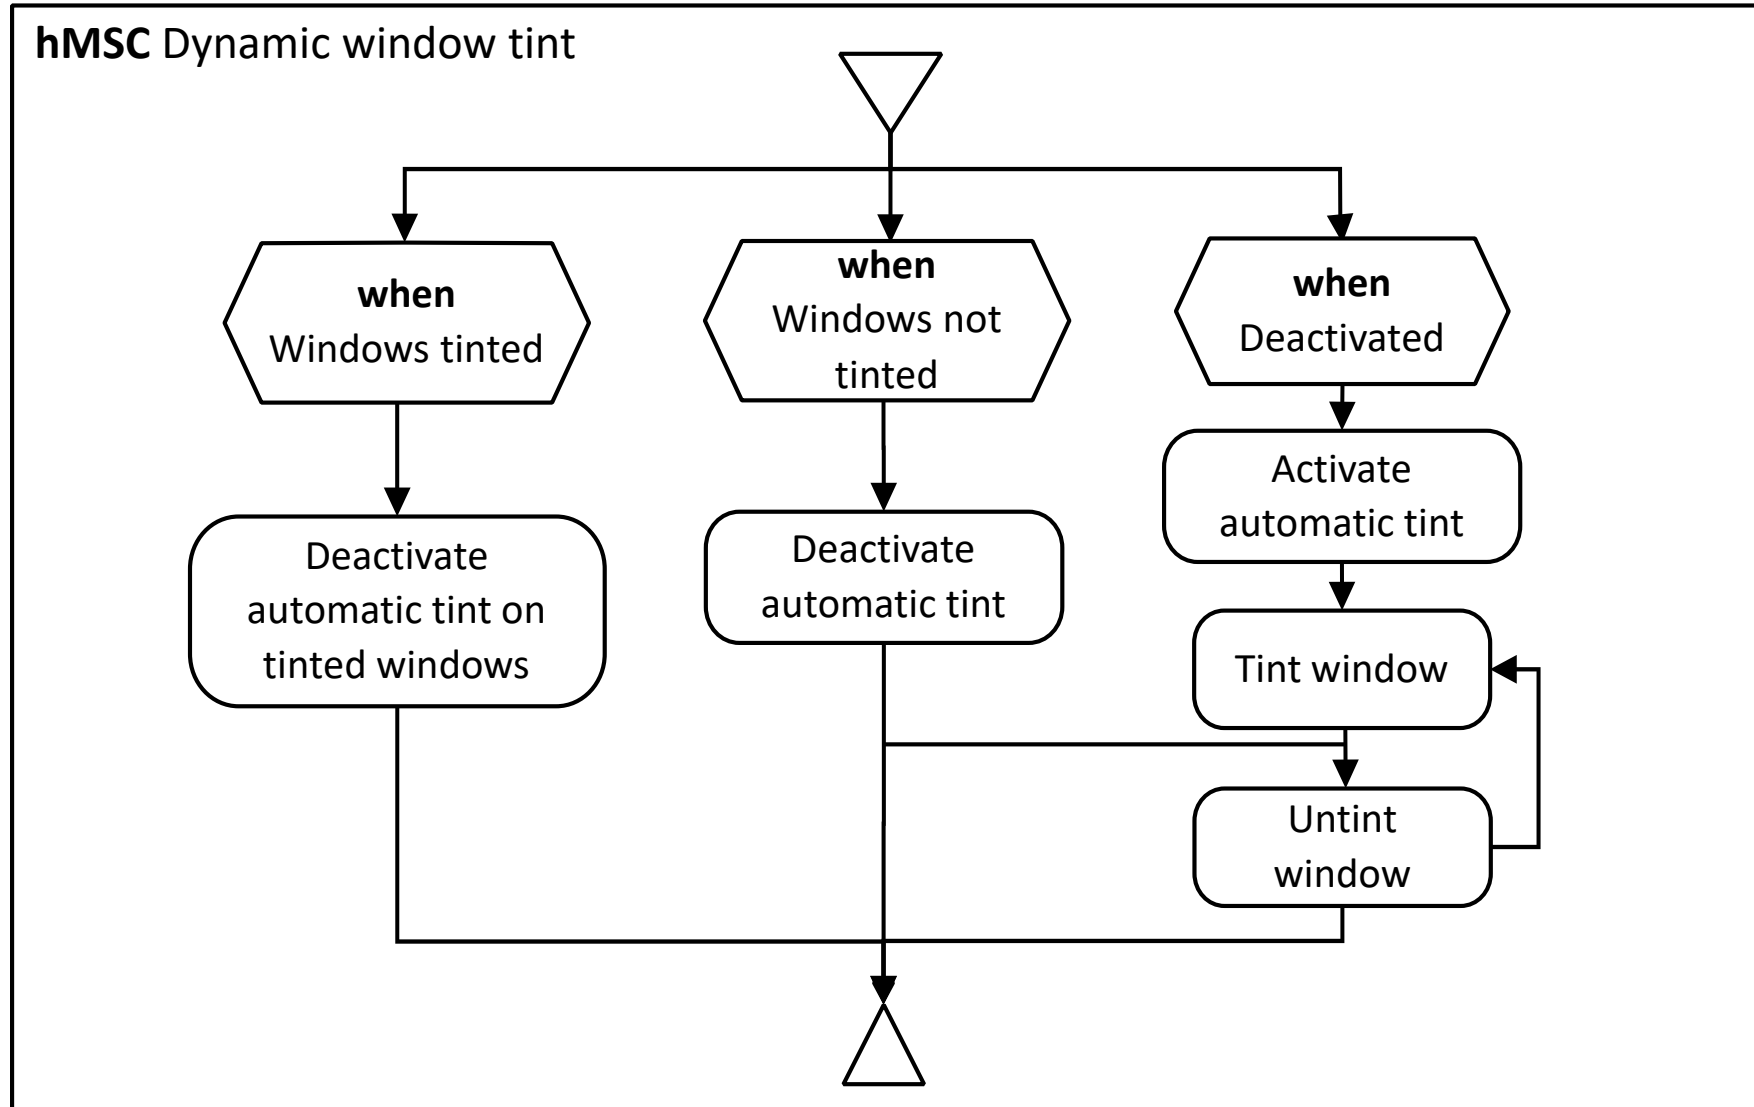 hMSC Dynamic window tint
when
Windows tinted
when
Windows not
tinted
when
Deactivated
Deactivate
automatic tint on
tinted windows
Deactivate
automatic tint
Activate
automatic tint
Tint window
Untint
window